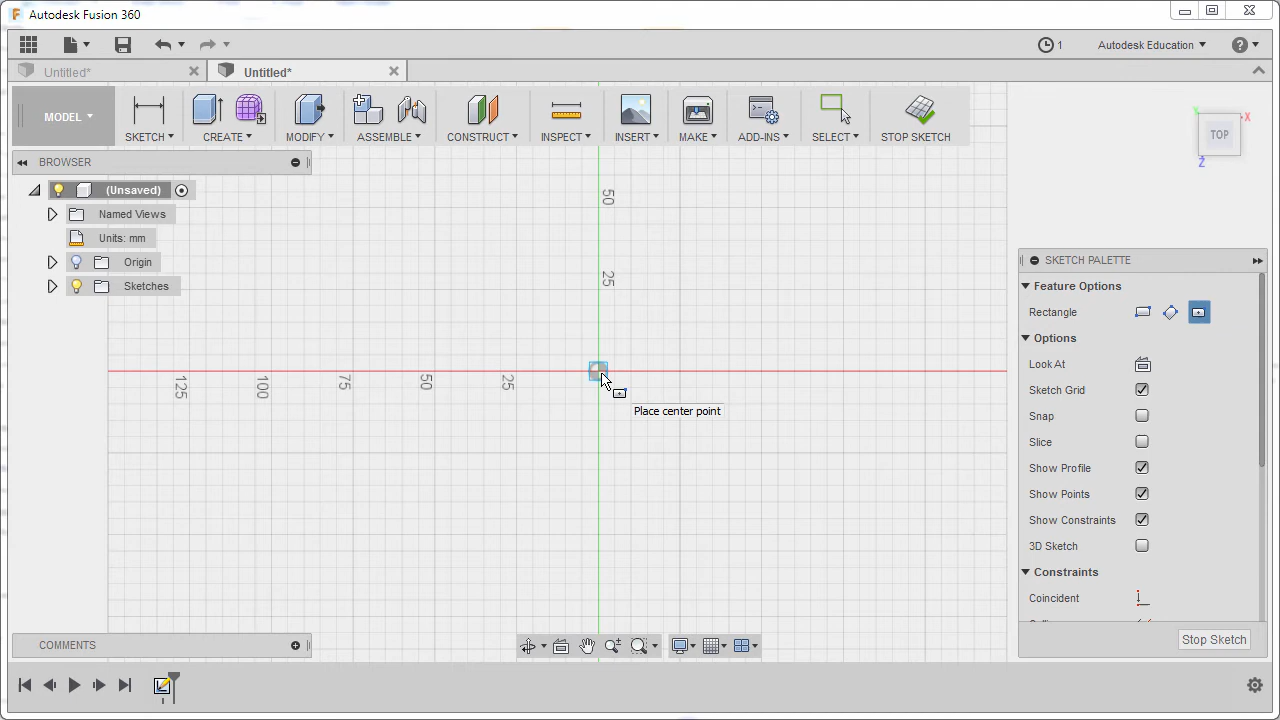 Autodesk Fusion 360
1
Autodesk Education
?
Untitled*
Untitled*
MODEL
SKETCH
CREATE
MODIFY
ASSEMBLE
CONSTRUCT
INSPECT
INSERT
MAKE
ADD-INS
SELECT
STOP SKETCH
Y
X
TOP
Z
BROWSER
(Unsaved)
Named Views
Units: mm
Origin
Sketches
50
25
125
100
75
50
25
Place center point
SKETCH PALETTE
Feature Options
Rectangle
Options
Look At
Sketch Grid
Snap
Slice
Show Profile
Show Points
Show Constraints
3D Sketch
Constraints
Coincident
Stop Sketch
COMMENTS